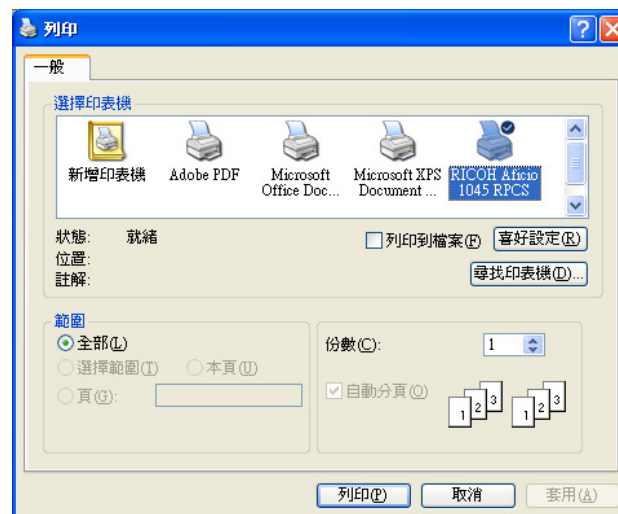 列印
一般
選擇印表機
新增印表機
Adobe PDF
Microsoft
Office Doc...
Microsoft XPS
Document ...
RICOH Aficio
1045 RPCS
狀態: 就緒
位置:
註解:
列印到檔案(F)
喜好設定(R)
尋找印表機(D)...
範圍
全部(L)
選擇範圍(T) 本頁(U)
頁(G):
份數(C): 1
自動分頁(O)
1 2 3 1 2 3
列印(P) 取消 套用(A)